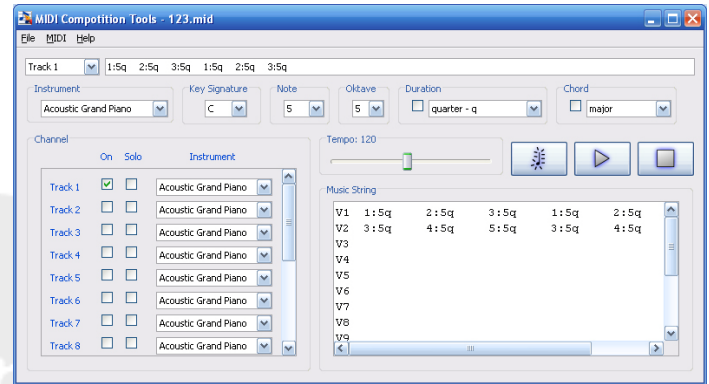 MIDI Compotition Tools - 123.mid
File MIDI Help
Track 1 1:5q 2:5q 3:5q 1:5q 2:5q 3:5q
Instrument Key Signature Note Oktave Duration Chord
Acoustic Grand Piano C 5 5 quarter - q major
Channel
On Solo Instrument
Track 1 Acoustic Grand Piano
Track 2 Acoustic Grand Piano
Track 3 Acoustic Grand Piano
Track 4 Acoustic Grand Piano
Track 5 Acoustic Grand Piano
Track 6 Acoustic Grand Piano
Track 7 Acoustic Grand Piano
Track 8 Acoustic Grand Piano
Tempo: 120
Music String
V1 1:5q 2:5q 3:5q 1:5q 2:5q
V2 3:5q 4:5q 5:5q 3:5q 4:5q
V3
V4
V5
V6
V7
V8
V9